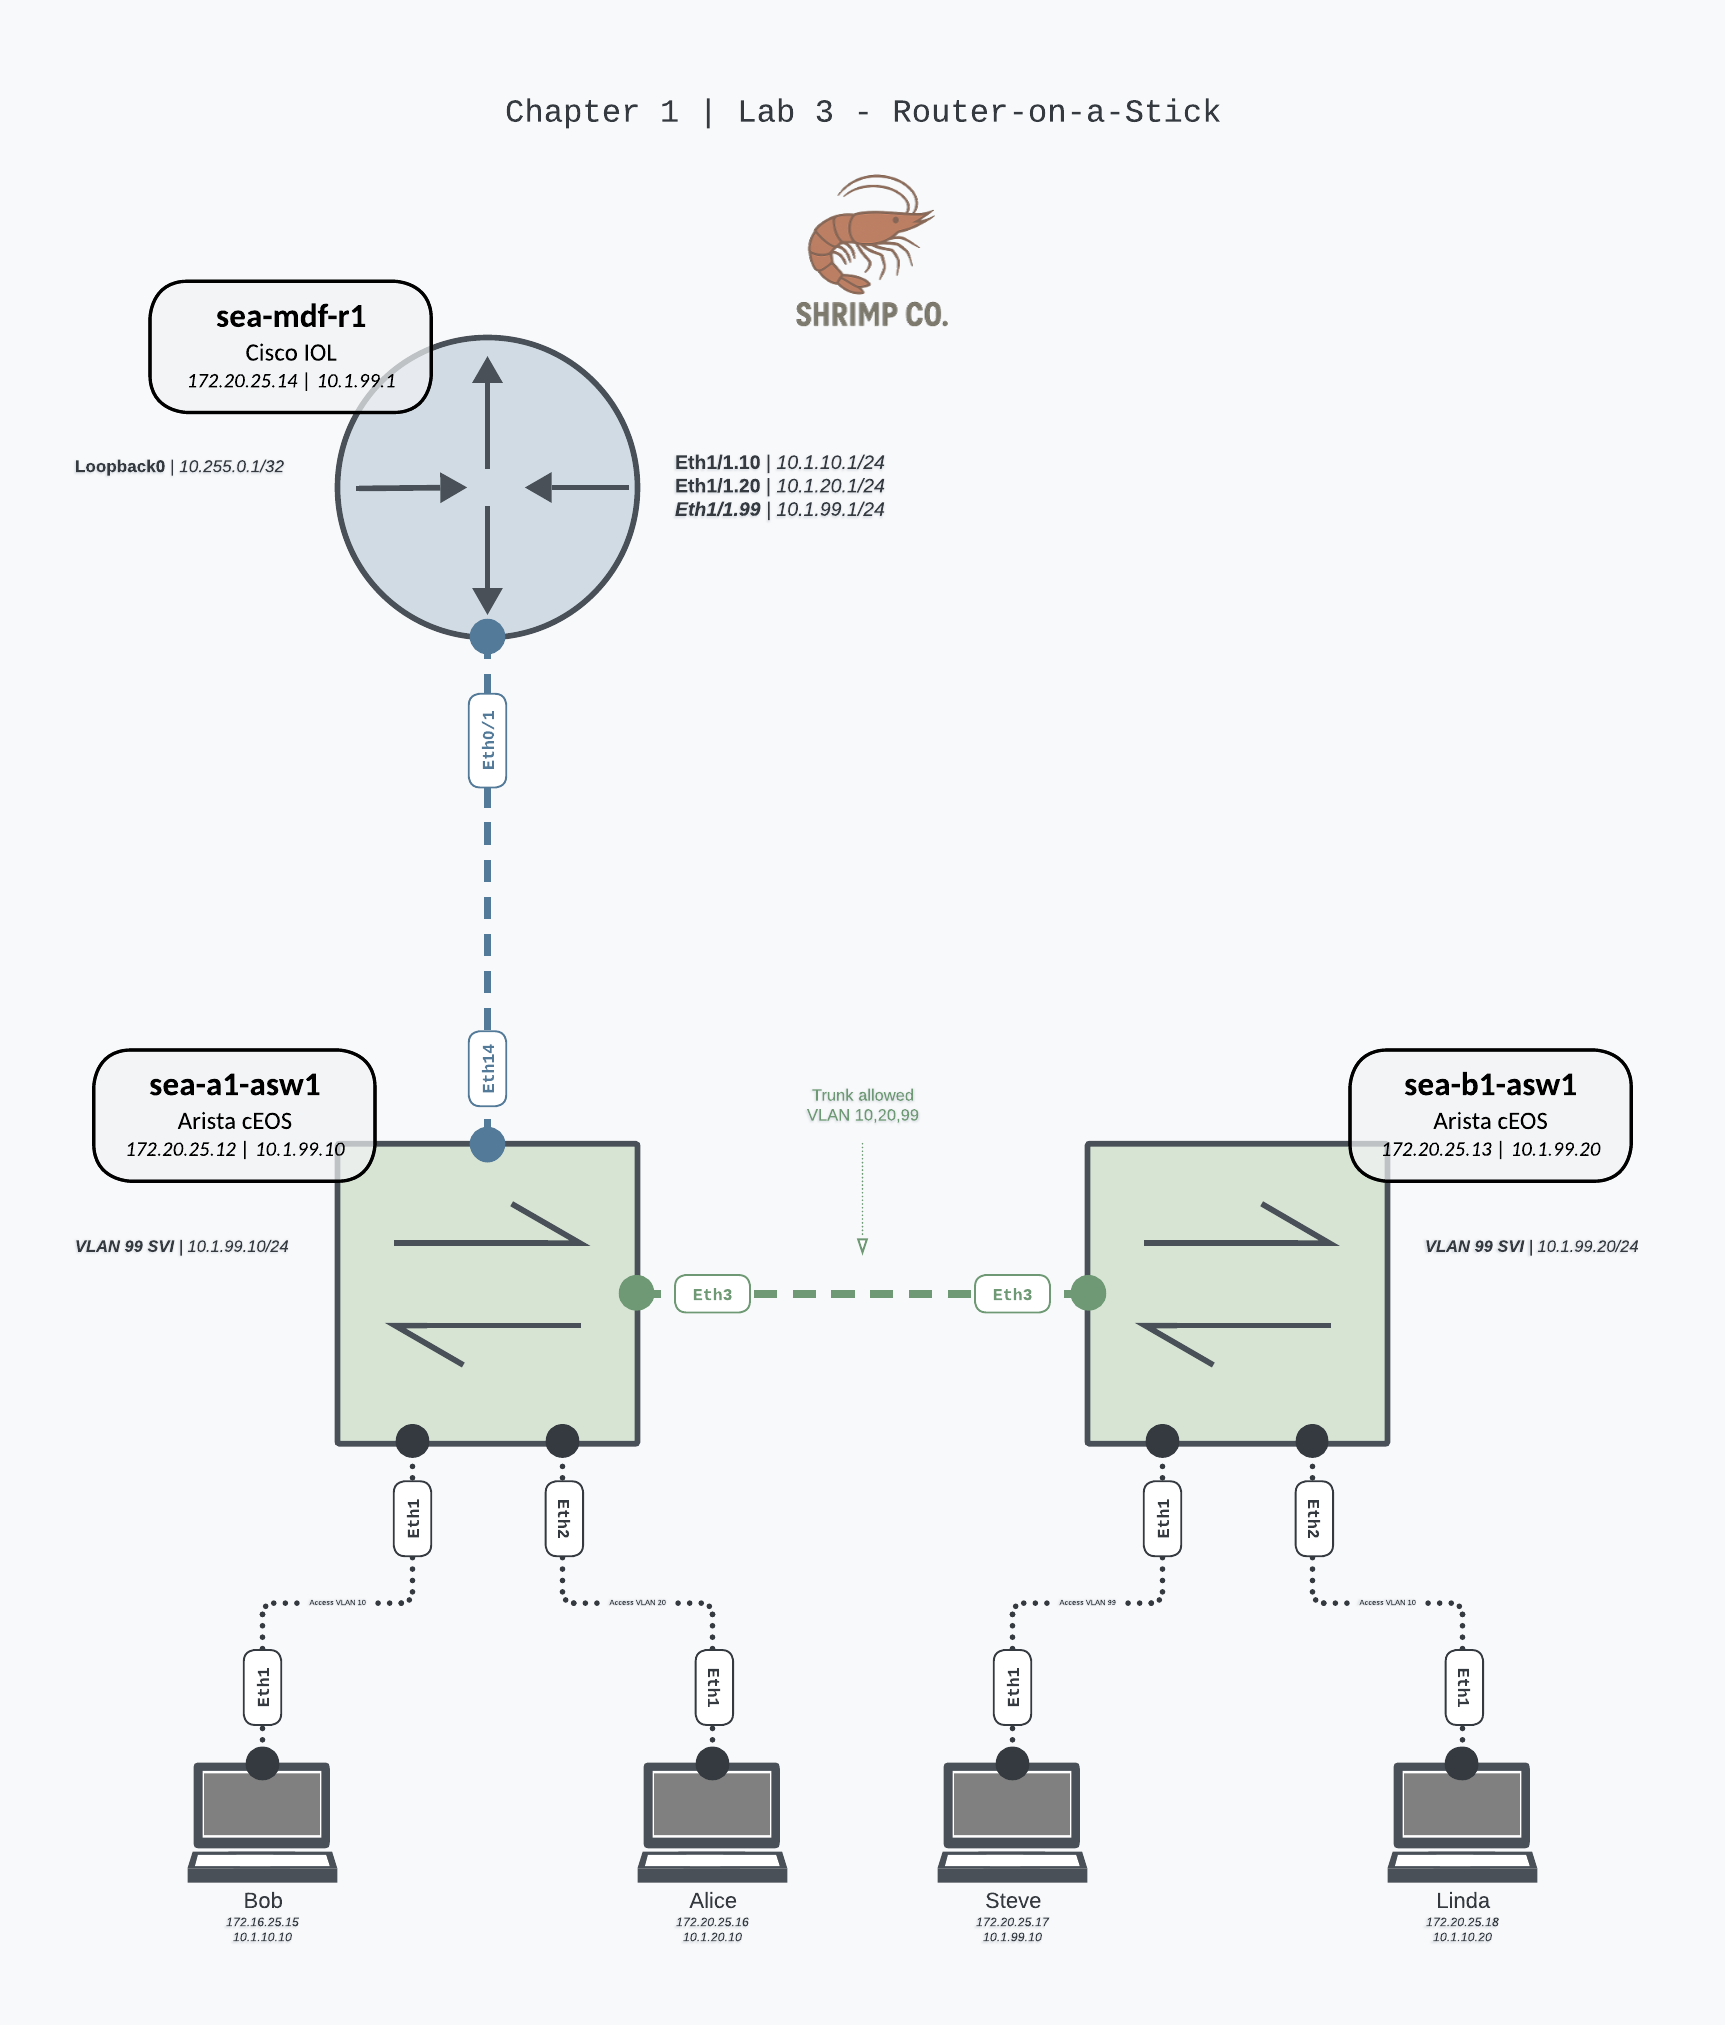 Chapter 1 | Lab 3 - Router-on-a-Stick
SHRIMP CO.
sea-mdf-r1
Cisco IOL
172.20.25.14 | 10.1.99.1
Loopback0 | 10.255.0.1/32
Eth1/1.10 | 10.1.10.1/24
Eth1/1.20 | 10.1.20.1/24
Eth1/1.99 | 10.1.99.1/24
Eth0/1
Eth14
sea-a1-asw1
Arista cEOS
172.20.25.12 | 10.1.99.10
VLAN 99 SVI | 10.1.99.10/24
Trunk allowed
VLAN 10,20,99
Eth3
Eth3
sea-b1-asw1
Arista cEOS
172.20.25.13 | 10.1.99.20
VLAN 99 SVI | 10.1.99.20/24
Eth1
Eth2
Eth1
Eth2
Access VLAN 10
Access VLAN 20
Access VLAN 99
Access VLAN 10
Eth1
Eth1
Eth1
Eth1
Bob
172.16.25.15
10.1.10.10
Alice
172.20.25.16
10.1.20.10
Steve
172.20.25.17
10.1.99.10
Linda
172.20.25.18
10.1.10.20